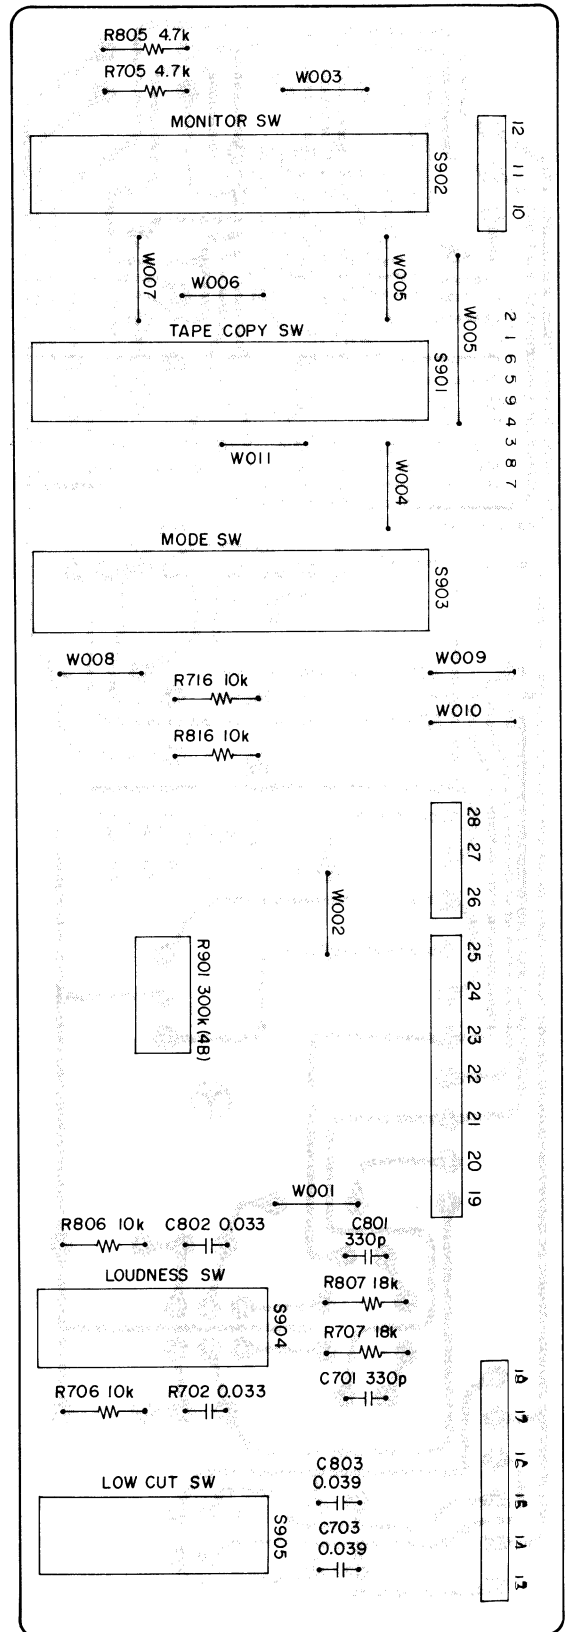 R805 4.7k
R705 4.7k
W003
MONITOR SW
S902
12
11
10
W007
W006
W005
W005
TAPE COPY SW
S901
2
1
6
5
9
4
3
8
7
W011
W004
MODE SW
S903
W008
R716 10k
W009
R816 10k
W010
28
27
26
W002
R901 300k (4B)
25
24
23
22
21
20
19
W001
R806 10k
C802 0.033
C801
330p
LOUDNESS SW
S904
R807 18k
R707 18k
R706 10k
R702 0.033
C701 330p
18
17
16
15
14
13
LOW CUT SW
S905
C803
0.039
C703
0.039